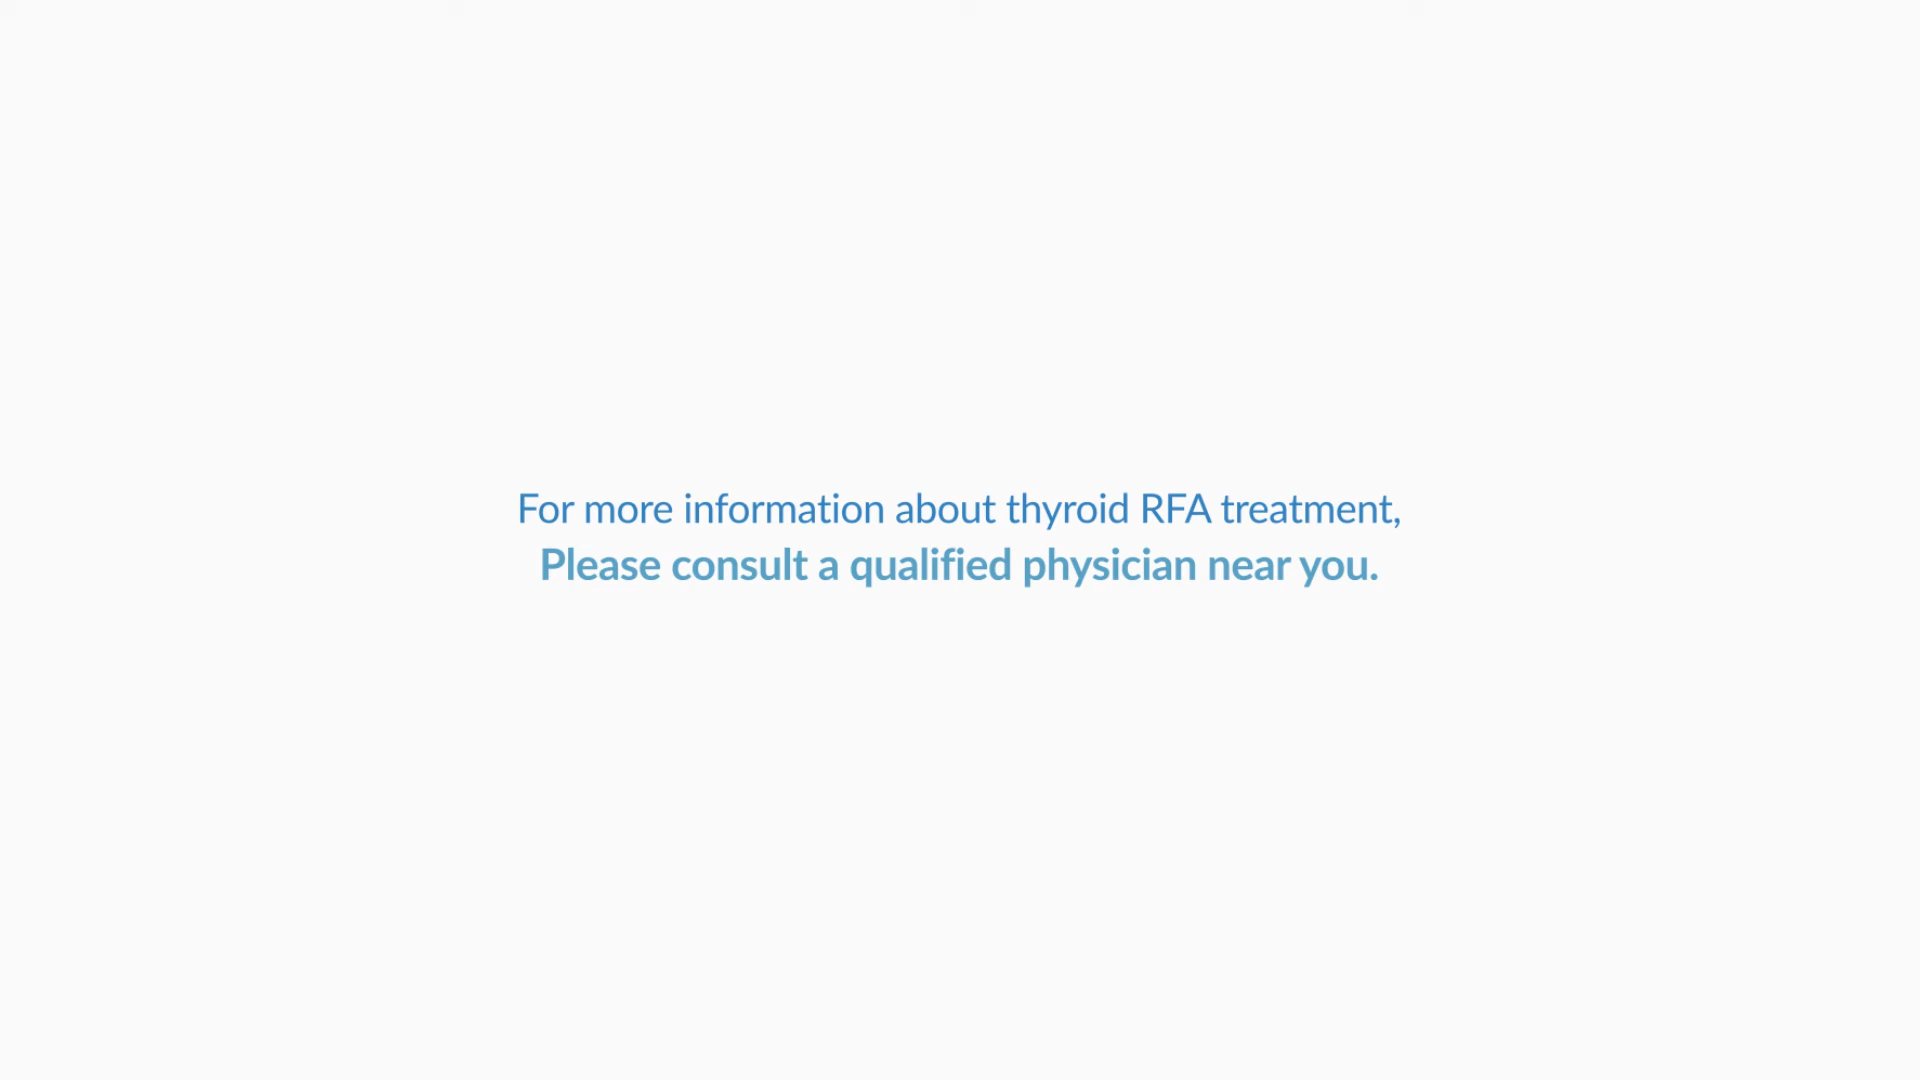 For more information about thyroid RFA treatment,
Please consult a qualified physician near you.